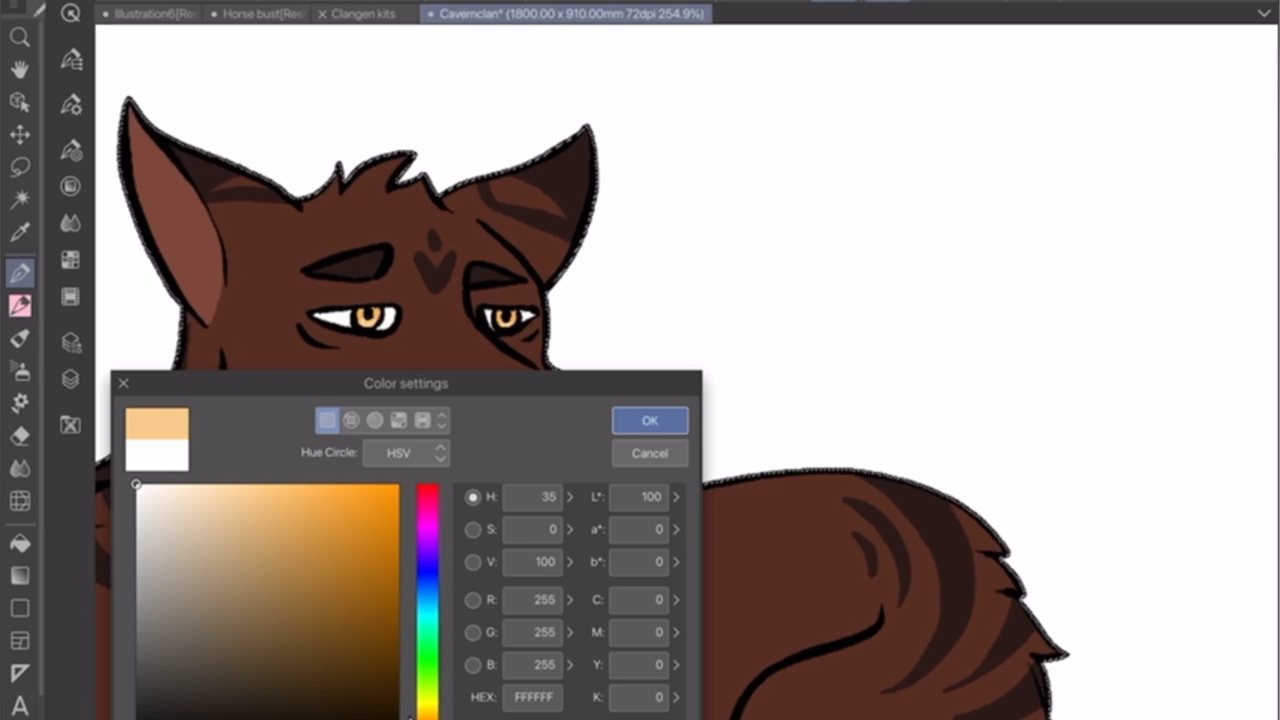 Illustration6[Re
Horse bust[Res
Clangen kits
Cavernclan* (1800.00 x 910.00mm 72dpi 254.9%)
Color settings
OK
Hue Circle: HSV
Cancel
H: 35 L*: 100
S: 0 a*: 0
V: 100 b*: 0
R: 255 C: 0
G: 255 M: 0
B: 255 Y: 0
HEX: FFFFFF K: 0
A